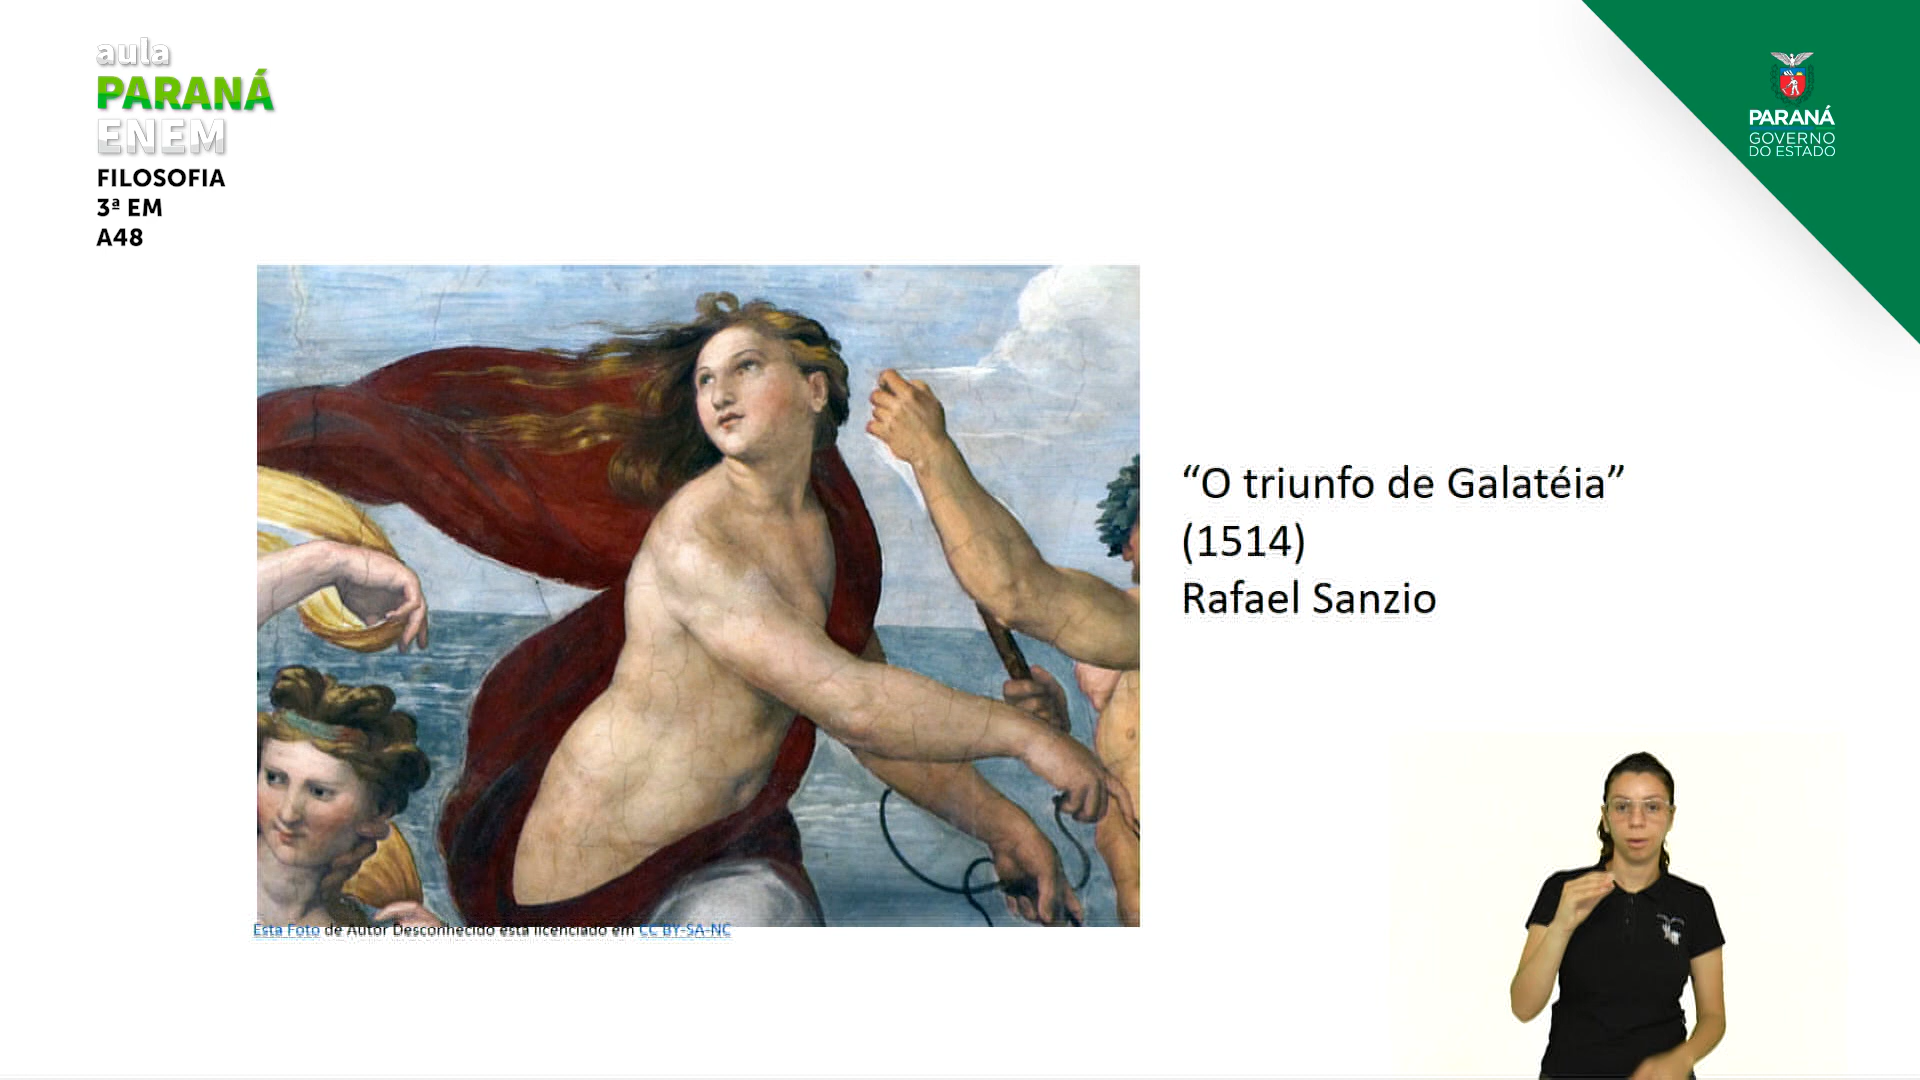 aula
PARANÁ
ENEM
FILOSOFIA
3ª EM
A48
PARANÁ
GOVERNO
DO ESTADO
“O triunfo de Galatéia”
(1514)
Rafael Sanzio
Esta Foto de Autor Desconhecido está licenciado em CC BY-SA-NC